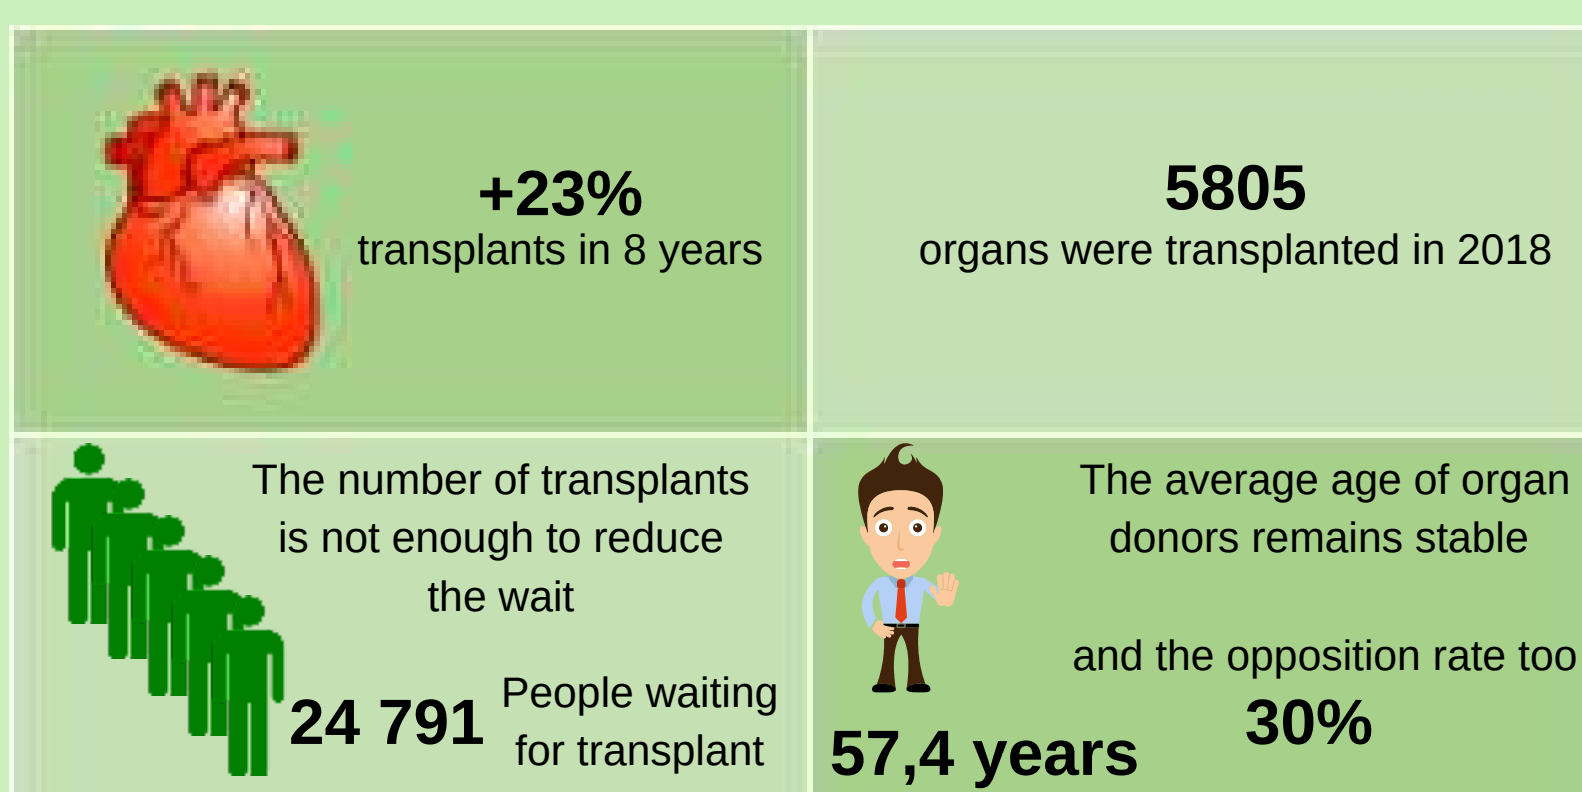 +23%
transplants in 8 years
5805
organs were transplanted in 2018
The number of transplants
is not enough to reduce
the wait
24 791
People waiting
for transplant
The average age of organ
donors remains stable
57,4 years
and the opposition rate too
30%